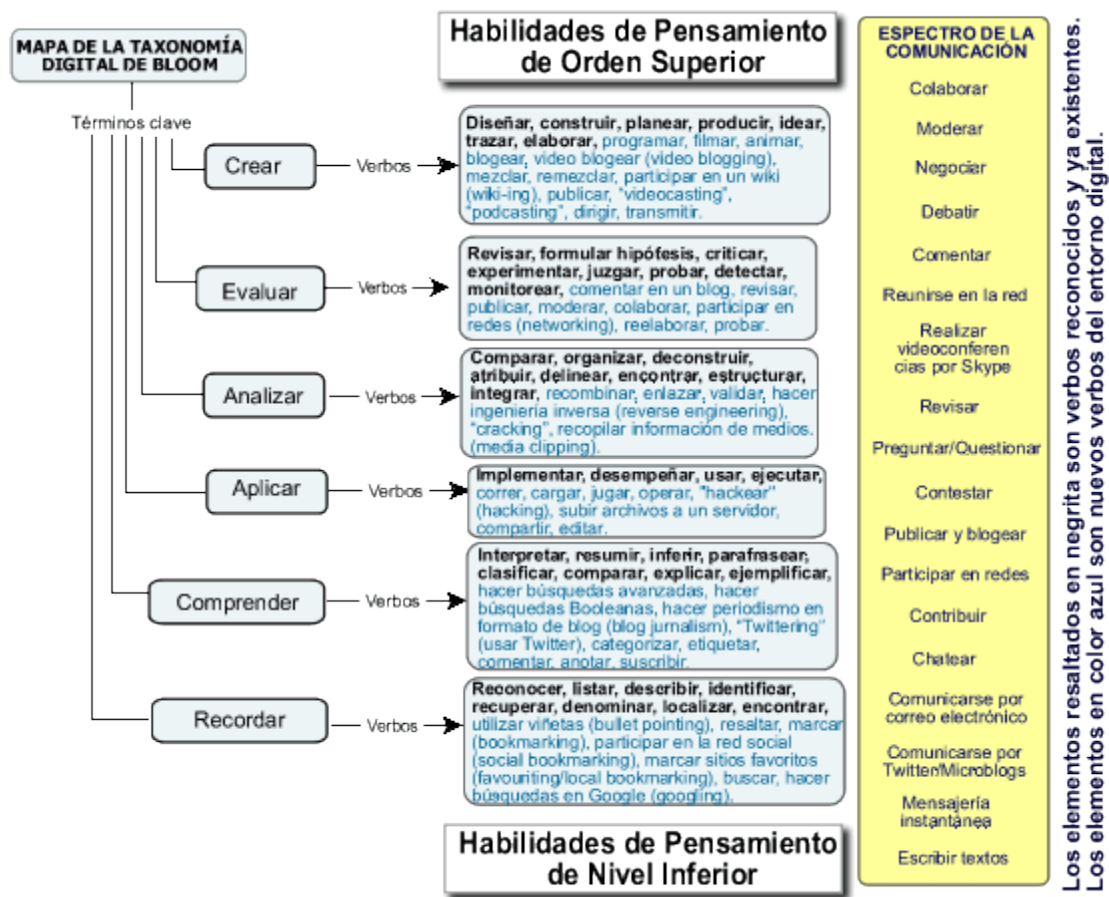 MAPA DE LA TAXONOMÍA
DIGITAL DE BLOOM
Términos clave
Habilidades de Pensamiento
de Orden Superior
Crear
Verbos
Diseñar, construir, planear, producir, idear,
trazar, elaborar, programar, filmar, animar,
blogear, video blogear (video blogging),
mezclar, remezclar, participar en un wiki
(wiki-ing), publicar, "videocasting",
"podcasting", dirigir, transmitir.
Evaluar
Verbos
Revisar, formular hipótesis, criticar,
experimentar, juzgar, probar, detectar,
monitorear, comentar en un blog, revisar,
publicar, moderar, colaborar, participar en
redes (networking), reelaborar, probar.
Analizar
Verbos
Comparar, organizar, deconstruir,
atribuir, delinear, encontrar, estructurar,
integrar, recombinar, enlazar, validar, hacer
ingeniería inversa (reverse engineering),
"cracking", recopilar información de medios.
(media clipping).
Aplicar
Verbos
Implementar, desempeñar, usar, ejecutar,
correr, cargar, jugar, operar, "hackear"
(hacking), subir archivos a un servidor,
compartir, editar.
Comprender
Verbos
Interpretar, resumir, inferir, parafrasear,
clasificar, comparar, explicar, ejemplificar,
hacer búsquedas avanzadas, hacer
búsquedas Booleanas, hacer periodismo en
formato de blog (blog jurnalism), "Twittering"
(usar Twitter), categorizar, etiquetar,
comentar, anotar, suscribir.
Recordar
Verbos
Reconocer, listar, describir, identificar,
recuperar, denominar, localizar, encontrar,
utilizar viñetas (bullet pointing), resaltar, marcar
(bookmarking), participar en la red social
(social bookmarking), marcar sitios favoritos
(favouriting/local bookmarking), buscar, hacer
búsquedas en Google (googling).
Habilidades de Pensamiento
de Nivel Inferior
ESPECTRO DE LA
COMUNICACIÓN
Colaborar
Moderar
Negociar
Debatir
Comentar
Reunirse en la red
Realizar
videoconferen
cias por Skype
Revisar
Preguntar/Questionar
Contestar
Publicar y blogear
Participar en redes
Contribuir
Chatear
Comunicarse por
correo electrónico
Comunicarse por
Twitter/Microblogs
Mensajería
instantánea
Escribir textos
Los elementos resaltados en negrita son verbos reconocidos y ya existentes.
Los elementos en color azul son nuevos verbos del entorno digital.